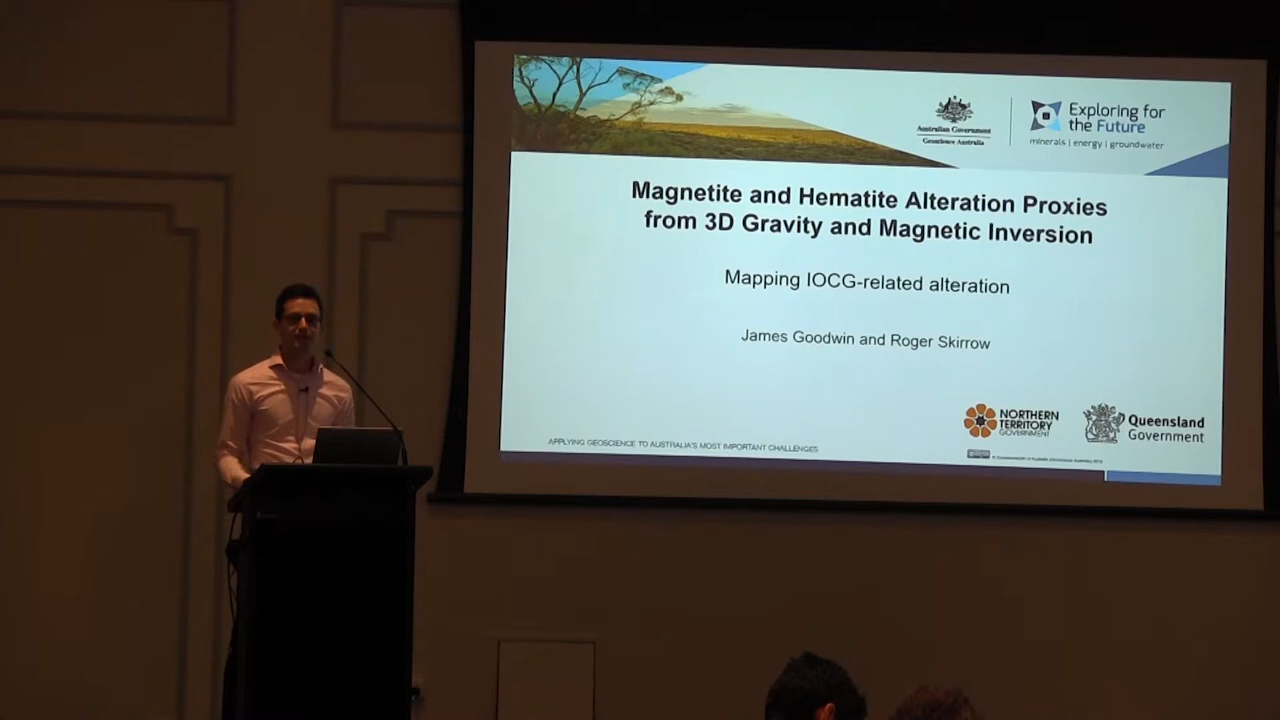 Australian Government
Geoscience Australia
Exploring for
the Future
minerals | energy | groundwater
Magnetite and Hematite Alteration Proxies
from 3D Gravity and Magnetic Inversion
Mapping IOCG-related alteration
James Goodwin and Roger Skirrow
NORTHERN
TERRITORY
GOVERNMENT
Queensland
Government
APPLYING GEOSCIENCE TO AUSTRALIA'S MOST IMPORTANT CHALLENGES